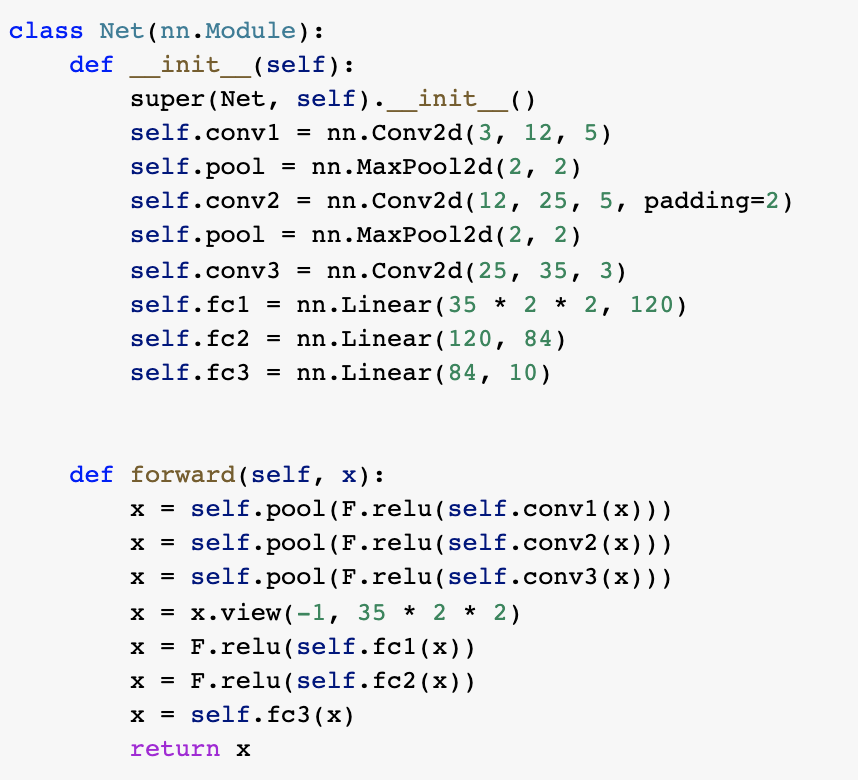 class Net(nn.Module):
    def __init__(self):
        super(Net, self).__init__()
        self.conv1 = nn.Conv2d(3, 12, 5)
        self.pool = nn.MaxPool2d(2, 2)
        self.conv2 = nn.Conv2d(12, 25, 5, padding=2)
        self.pool = nn.MaxPool2d(2, 2)
        self.conv3 = nn.Conv2d(25, 35, 3)
        self.fc1 = nn.Linear(35 * 2 * 2, 120)
        self.fc2 = nn.Linear(120, 84)
        self.fc3 = nn.Linear(84, 10)
    def forward(self, x):
        x = self.pool(F.relu(self.conv1(x)))
        x = self.pool(F.relu(self.conv2(x)))
        x = self.pool(F.relu(self.conv3(x)))
        x = x.view(-1, 35 * 2 * 2)
        x = F.relu(self.fc1(x))
        x = F.relu(self.fc2(x))
        x = self.fc3(x)
        return x